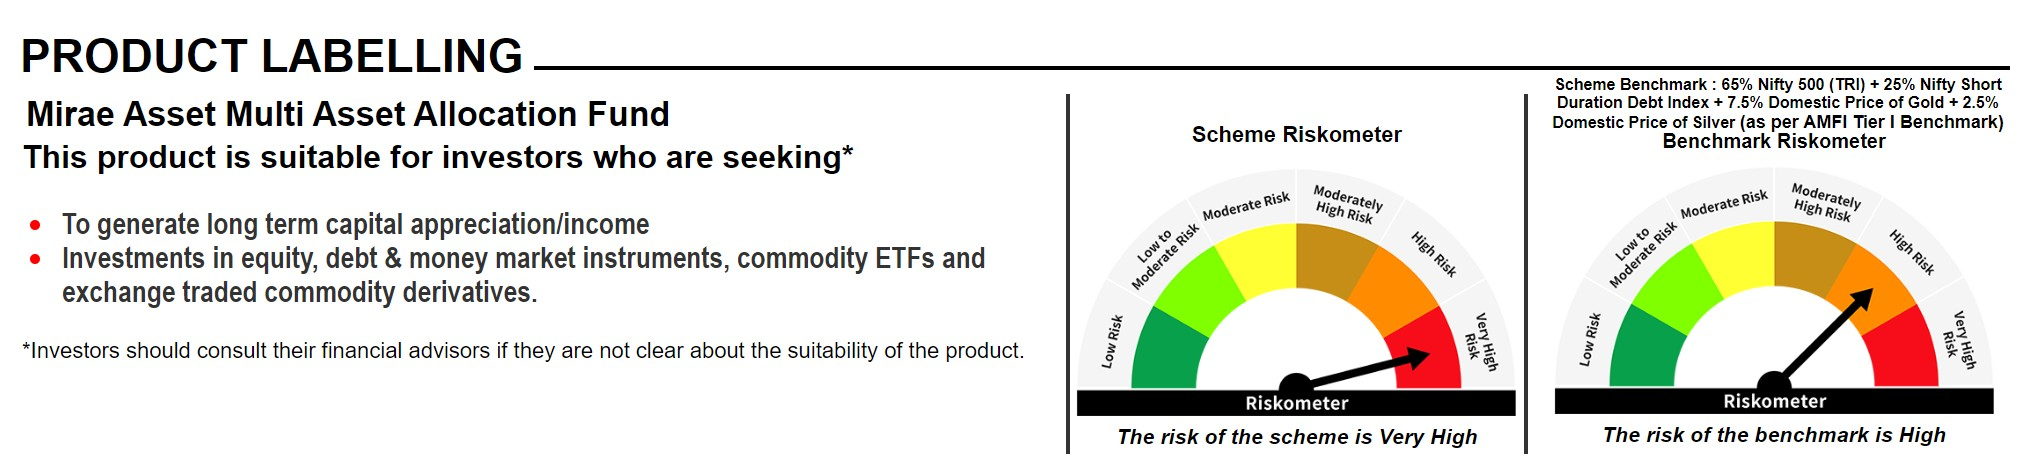 PRODUCT LABELLING
Mirae Asset Multi Asset Allocation Fund
This product is suitable for investors who are seeking*
To generate long term capital appreciation/income
Investments in equity, debt & money market instruments, commodity ETFs and
exchange traded commodity derivatives.
*Investors should consult their financial advisors if they are not clear about the suitability of the product.
Scheme Riskometer
Low Risk
Low to
Moderate Risk
Moderate Risk
Moderately
High Risk
High Risk
Very High
Risk
Riskometer
The risk of the scheme is Very High
Scheme Benchmark : 65% Nifty 500 (TRI) + 25% Nifty Short
Duration Debt Index + 7.5% Domestic Price of Gold + 2.5%
Domestic Price of Silver (as per AMFI Tier I Benchmark)
Benchmark Riskometer
Low Risk
Low to
Moderate Risk
Moderate Risk
Moderately
High Risk
High Risk
Very High
Risk
Riskometer
The risk of the benchmark is High